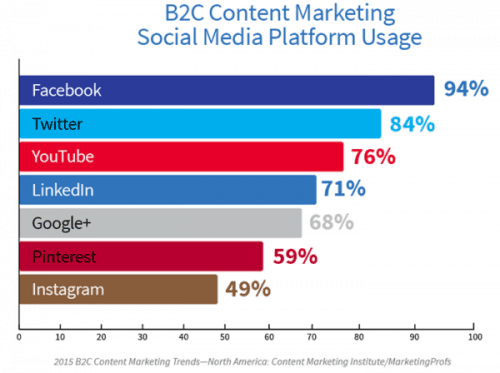 B2C Content Marketing
Social Media Platform Usage
Facebook 94%
Twitter 84%
YouTube 76%
LinkedIn 71%
Google+ 68%
Pinterest 59%
Instagram 49%
0 10 20 30 40 50 60 70 80 90 100
2015 B2C Content Marketing Trends—North America: Content Marketing Institute/MarketingProfs